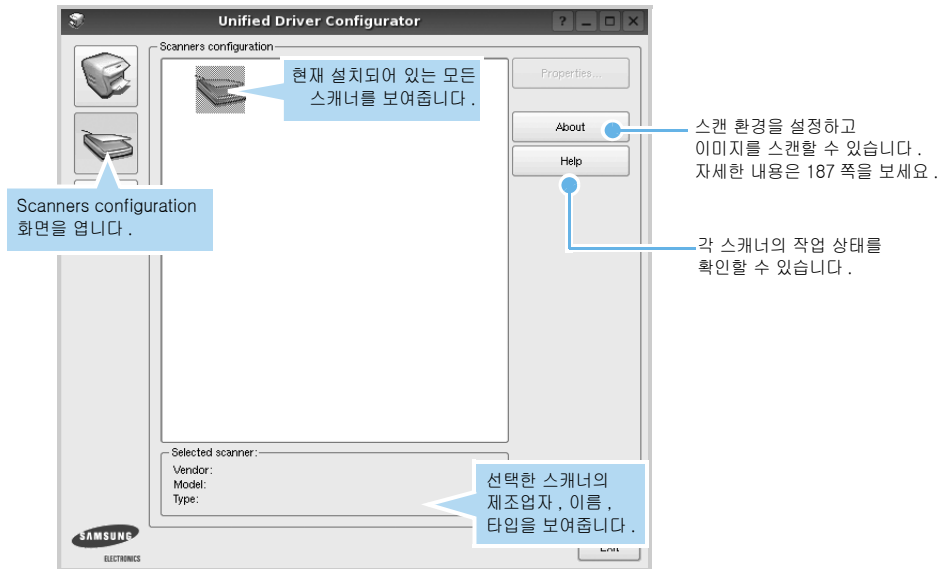 Unified Driver Configurator
Scanners configuration
현재 설치되어 있는 모든
스캐너를 보여줍니다 .
Properties...
About
스캔 환경을 설정하고
이미지를 스캔할 수 있습니다 .
자세한 내용은 187 쪽을 보세요 .
Help
Scanners configuration
화면을 엽니다 .
각 스캐너의 작업 상태를
확인할 수 있습니다 .
Selected scanner:
Vendor:
Model:
Type:
선택한 스캐너의
제조업자 , 이름 ,
타입을 보여줍니다 .
SAMSUNG
ELECTRONICS